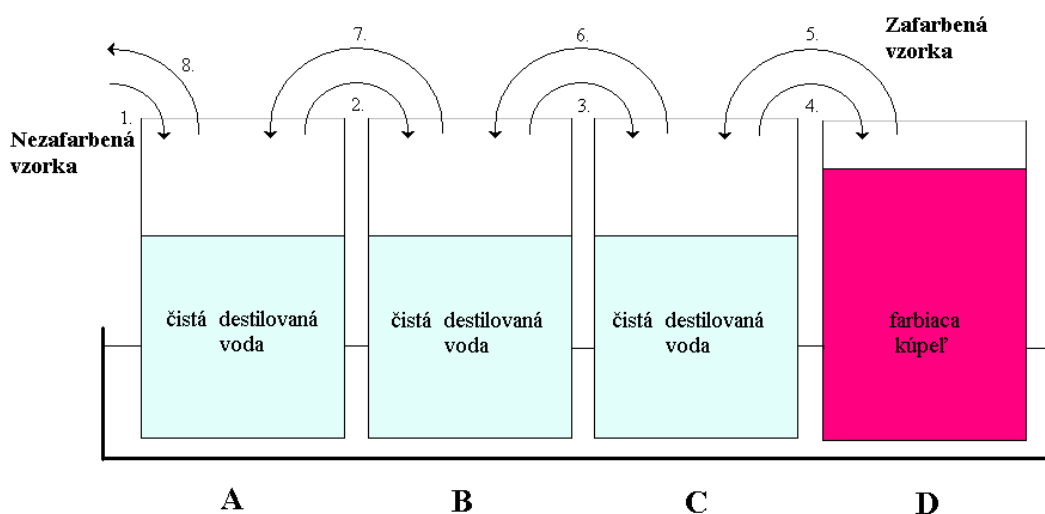 7.
6.
5.
Zafarbená
vzorka
8.
1.
2.
3.
4.
Nezafarbená
vzorka
čistá destilovaná
voda
čistá destilovaná
voda
čistá destilovaná
voda
farbiaca
kúpeľ
A
B
C
D